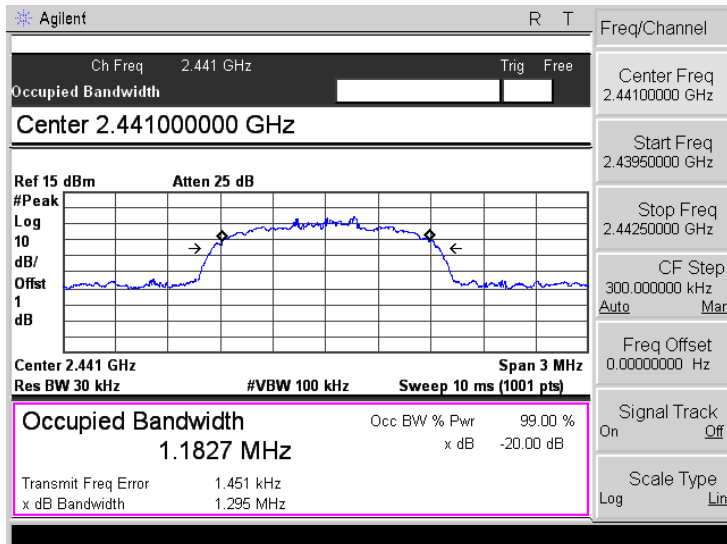 Agilent R T
Ch Freq 2.441 GHz Trig Free
Occupied Bandwidth
Center 2.441000000 GHz
Ref 15 dBm Atten 25 dB
#Peak
Log
10
dB/
Offst
1
dB
Center 2.441 GHz Span 3 MHz
Res BW 30 kHz #VBW 100 kHz Sweep 10 ms (1001 pts)
Occupied Bandwidth
1.1827 MHz
Occ BW % Pwr 99.00 %
x dB -20.00 dB
Transmit Freq Error 1.451 kHz
x dB Bandwidth 1.295 MHz
Freq/Channel
Center Freq
2.44100000 GHz
Start Freq
2.43950000 GHz
Stop Freq
2.44250000 GHz
CF Step
300.000000 kHz
Auto Man
Freq Offset
0.00000000 Hz
Signal Track
On Off
Scale Type
Log Lin